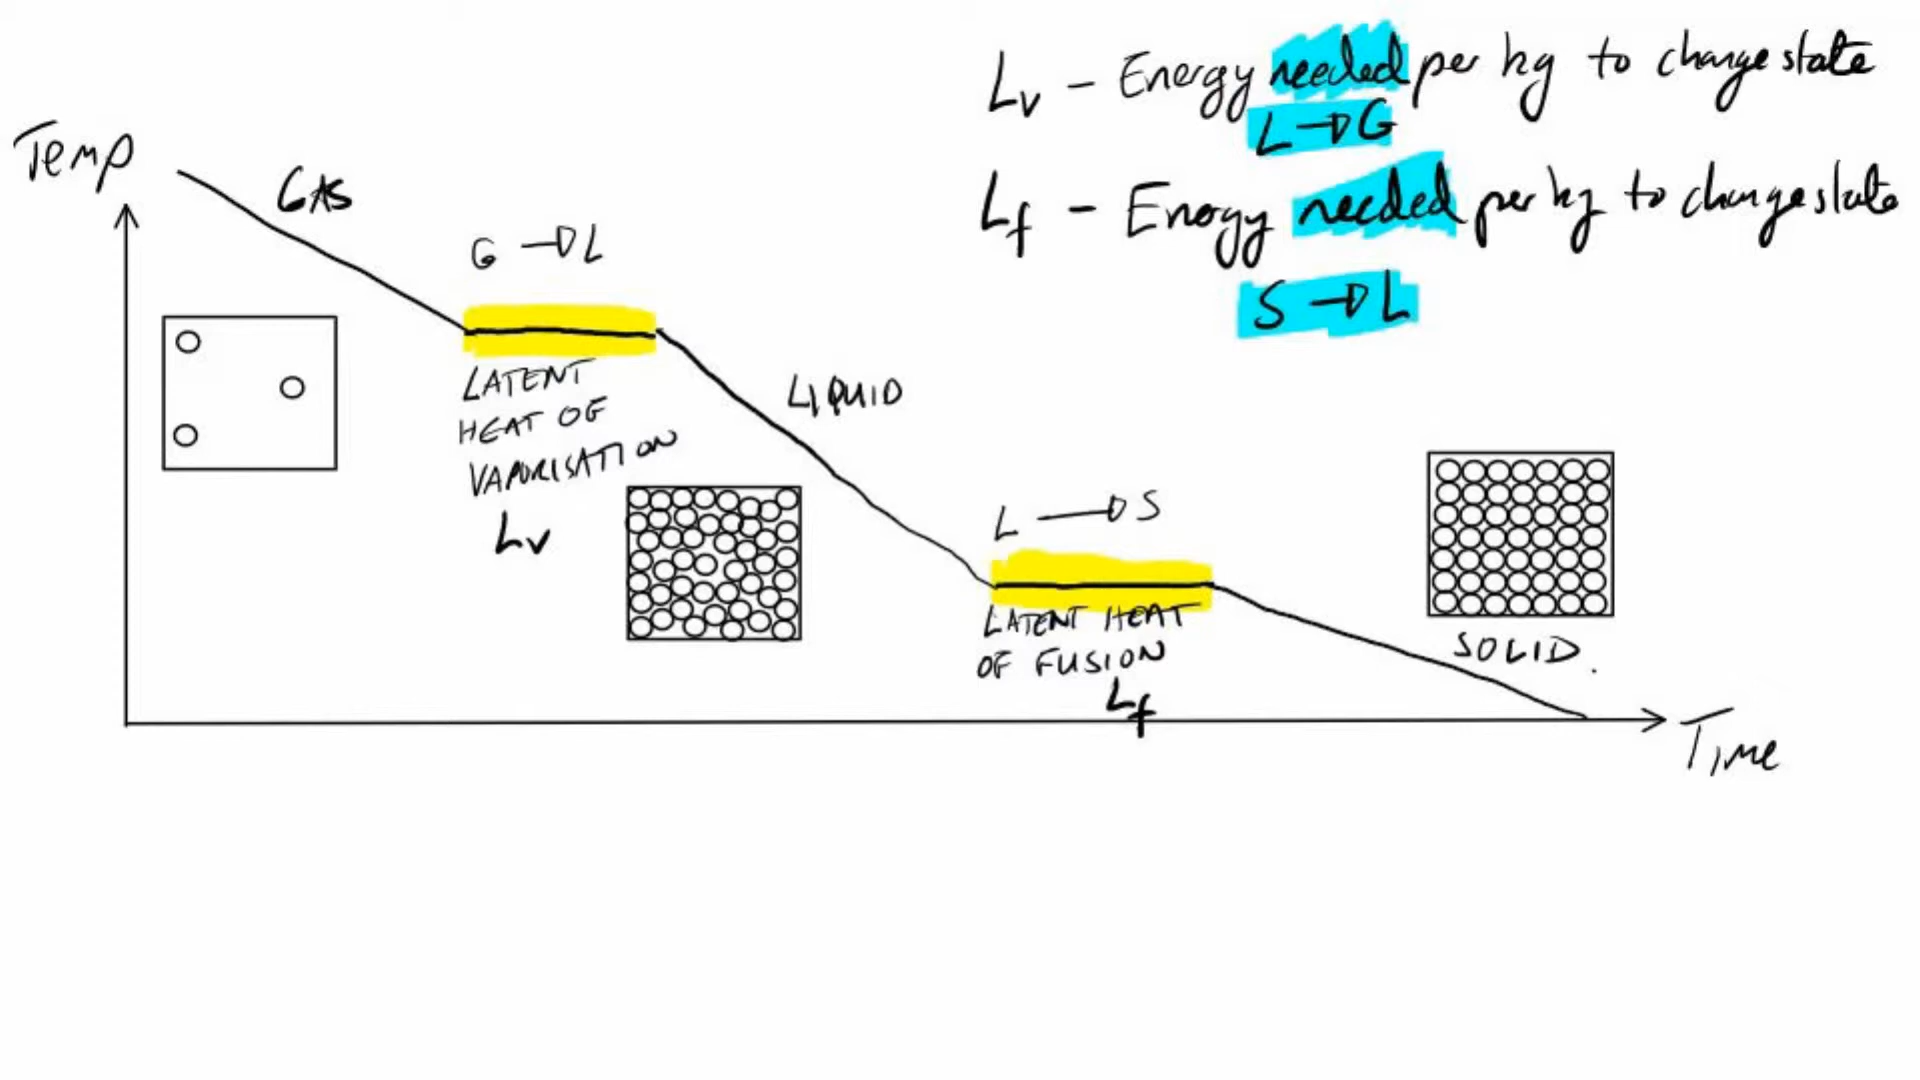 Lv - Energy needed per kg to change state
L → G
Lf - Energy needed per kg to change state
S → L
Temp
GAS
G → L
LATENT
HEAT OF
VAPORISATION
Lv
LIQUID
L → S
LATENT HEAT
OF FUSION
Lf
SOLID.
Time